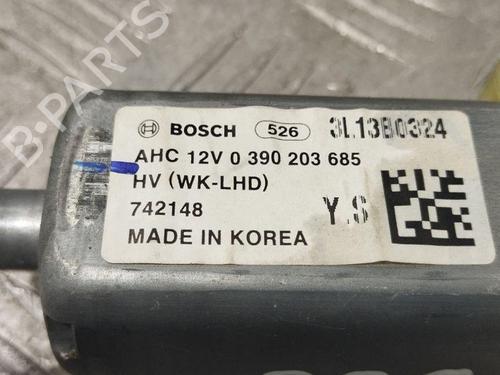 B-PARTS
BOSCH 526 3L13B0324
AHC 12V 0 390 203 685
HV (WK-LHD)
742148 Y.S
MADE IN KOREA